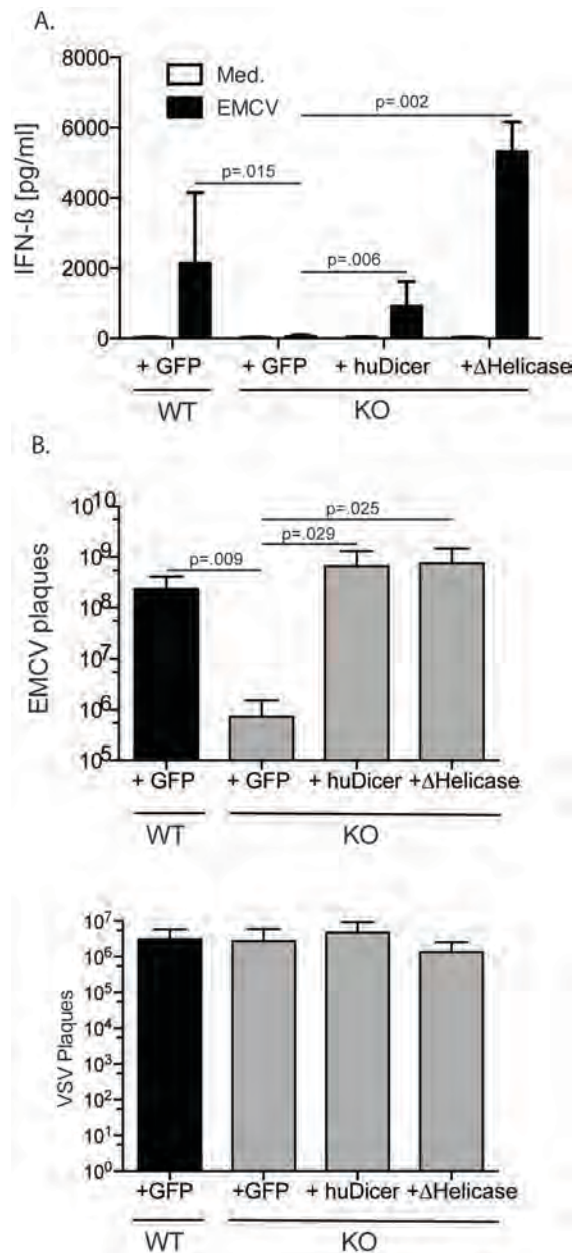 A.
8000
6000
4000
2000
0
IFN-ß [pg/ml]
Med.
EMCV
p=.002
p=.015
p=.006
+ GFP + GFP + huDicer +ΔHelicase
WT KO
B.
10^10
10^9
10^8
10^7
10^6
10^5
EMCV plaques
p=.025
p=.029
p=.009
+ GFP + GFP + huDicer +ΔHelicase
WT KO
10^7
10^6
10^5
10^4
10^3
10^2
10^1
10^0
VSV Plaques
+GFP +GFP + huDicer +ΔHelicase
WT KO